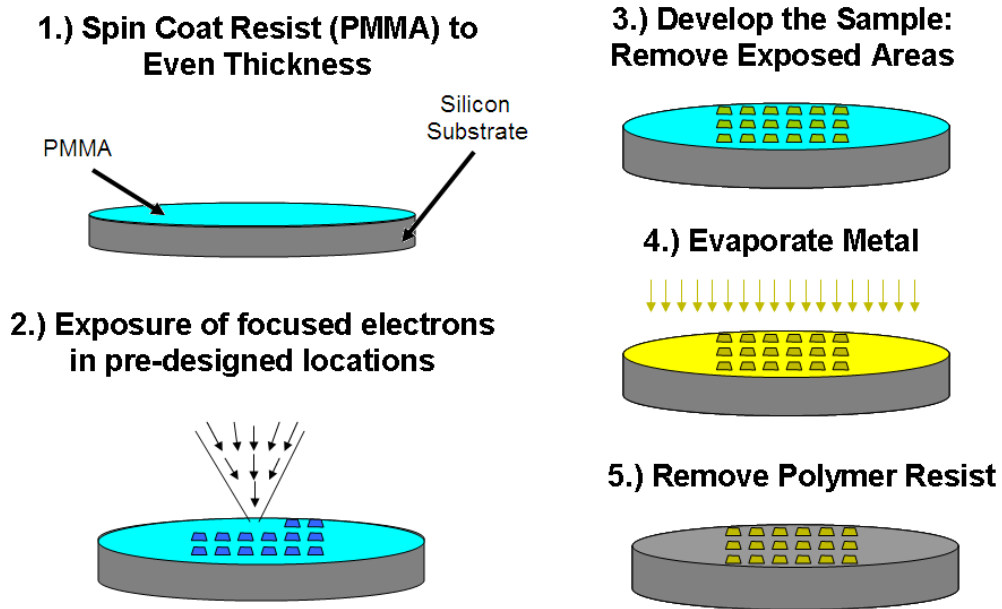 1.) Spin Coat Resist (PMMA) to
Even Thickness
PMMA
Silicon
Substrate
2.) Exposure of focused electrons
in pre-designed locations
3.) Develop the Sample:
Remove Exposed Areas
4.) Evaporate Metal
5.) Remove Polymer Resist